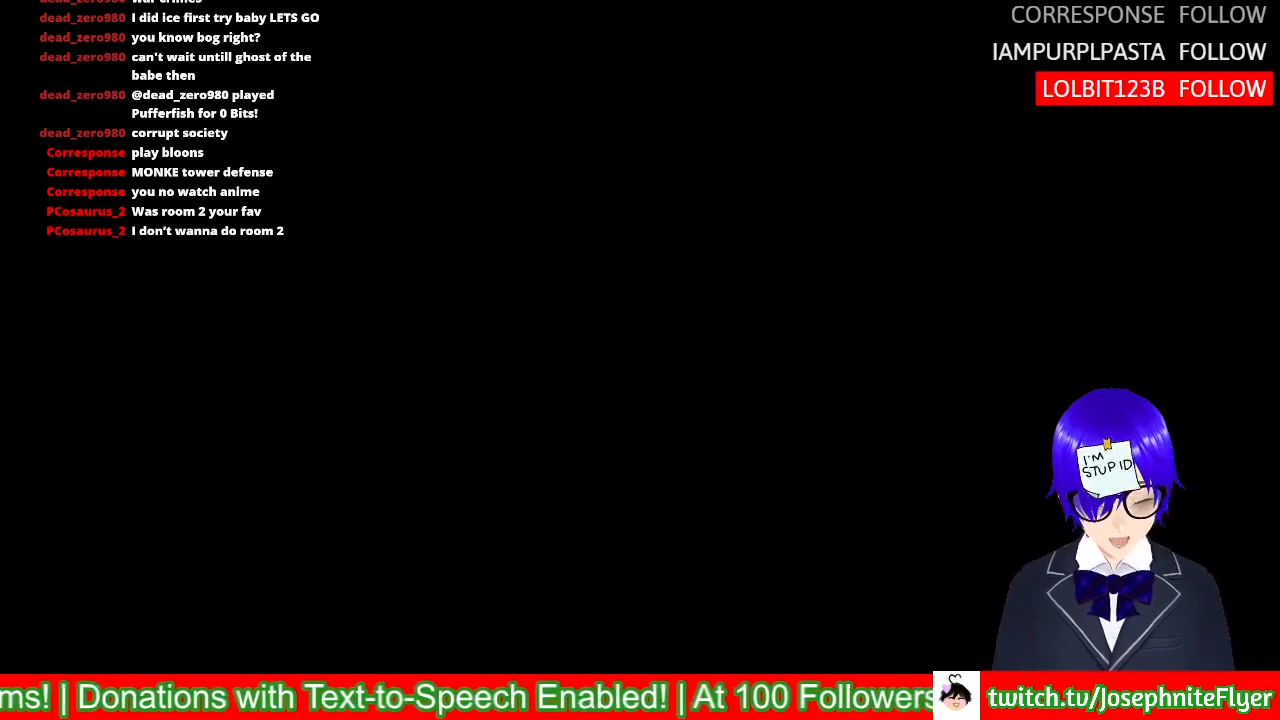 dead_zero980 war crimes
dead_zero980 I did ice first try baby LETS GO
dead_zero980 you know bog right?
dead_zero980 can't wait untill ghost of the
babe then
dead_zero980 @dead_zero980 played
Pufferfish for 0 Bits!
dead_zero980 corrupt society
Corresponse play bloons
Corresponse MONKE tower defense
Corresponse you no watch anime
PCosaurus_2 Was room 2 your fav
PCosaurus_2 I don't wanna do room 2
CORRESPONSE FOLLOW
IAMPURPLPASTA FOLLOW
LOLBIT123B FOLLOW
I'M
STUPID
ms! | Donations with Text-to-Speech Enabled! | At 100 Followers
twitch.tv/JosephniteFlyer